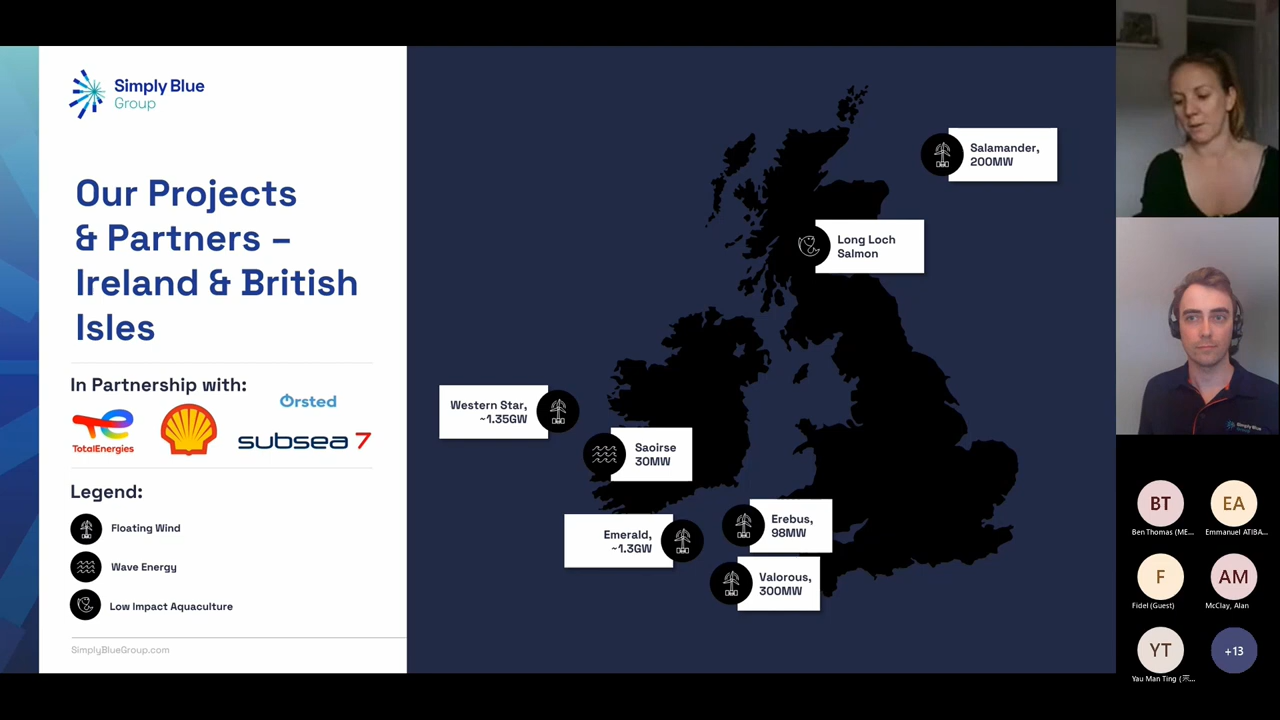 Simply Blue
Group
Our Projects
& Partners –
Ireland & British
Isles
In Partnership with:
Ørsted
TotalEnergies
subsea 7
Legend:
Floating Wind
Wave Energy
Low Impact Aquaculture
SimplyBlueGroup.com
Salamander,
200MW
Long Loch
Salmon
Western Star,
~1.35GW
Saoirse
30MW
Emerald,
~1.3GW
Erebus,
98MW
Valorous,
300MW
Simply Blue
BT
Ben Thomas (ME...
EA
Emmanuel ATIBA...
F
Fidel (Guest)
AM
McClay, Alan
YT
Yau Man Ting (
+13